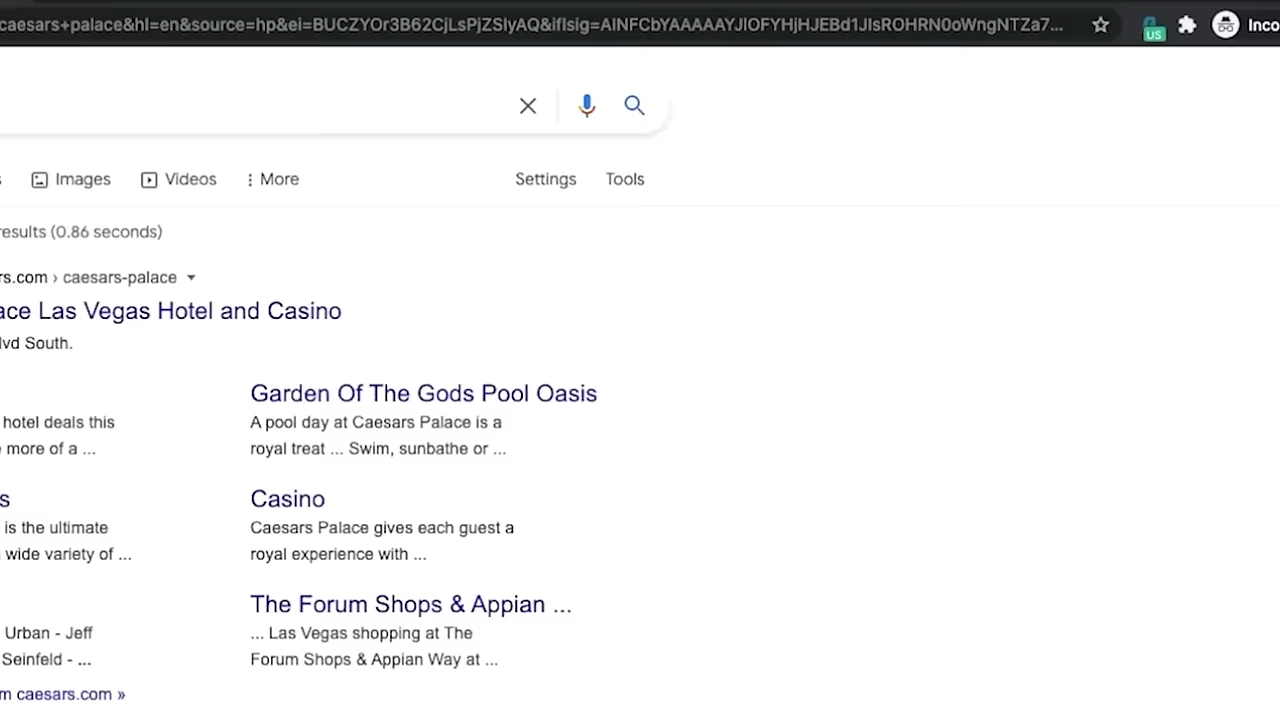 caesars+palace&hl=en&source=hp&ei=BUCZYOr3B62CjLsPjZSIyAQ&iflsig=AINFCbYAAAAAYJlOFYHjHJEBd1JIsROHRN0oWngNTZa7...
US
Inco
Images Videos More Settings Tools
results (0.86 seconds)
rs.com › caesars-palace
ace Las Vegas Hotel and Casino
lvd South.
Garden Of The Gods Pool Oasis
hotel deals this A pool day at Caesars Palace is a
more of a ... royal treat ... Swim, sunbathe or ...
s Casino
is the ultimate Caesars Palace gives each guest a
wide variety of ... royal experience with ...
The Forum Shops & Appian ...
Urban - Jeff ... Las Vegas shopping at The
Seinfeld - ... Forum Shops & Appian Way at ...
m caesars.com »